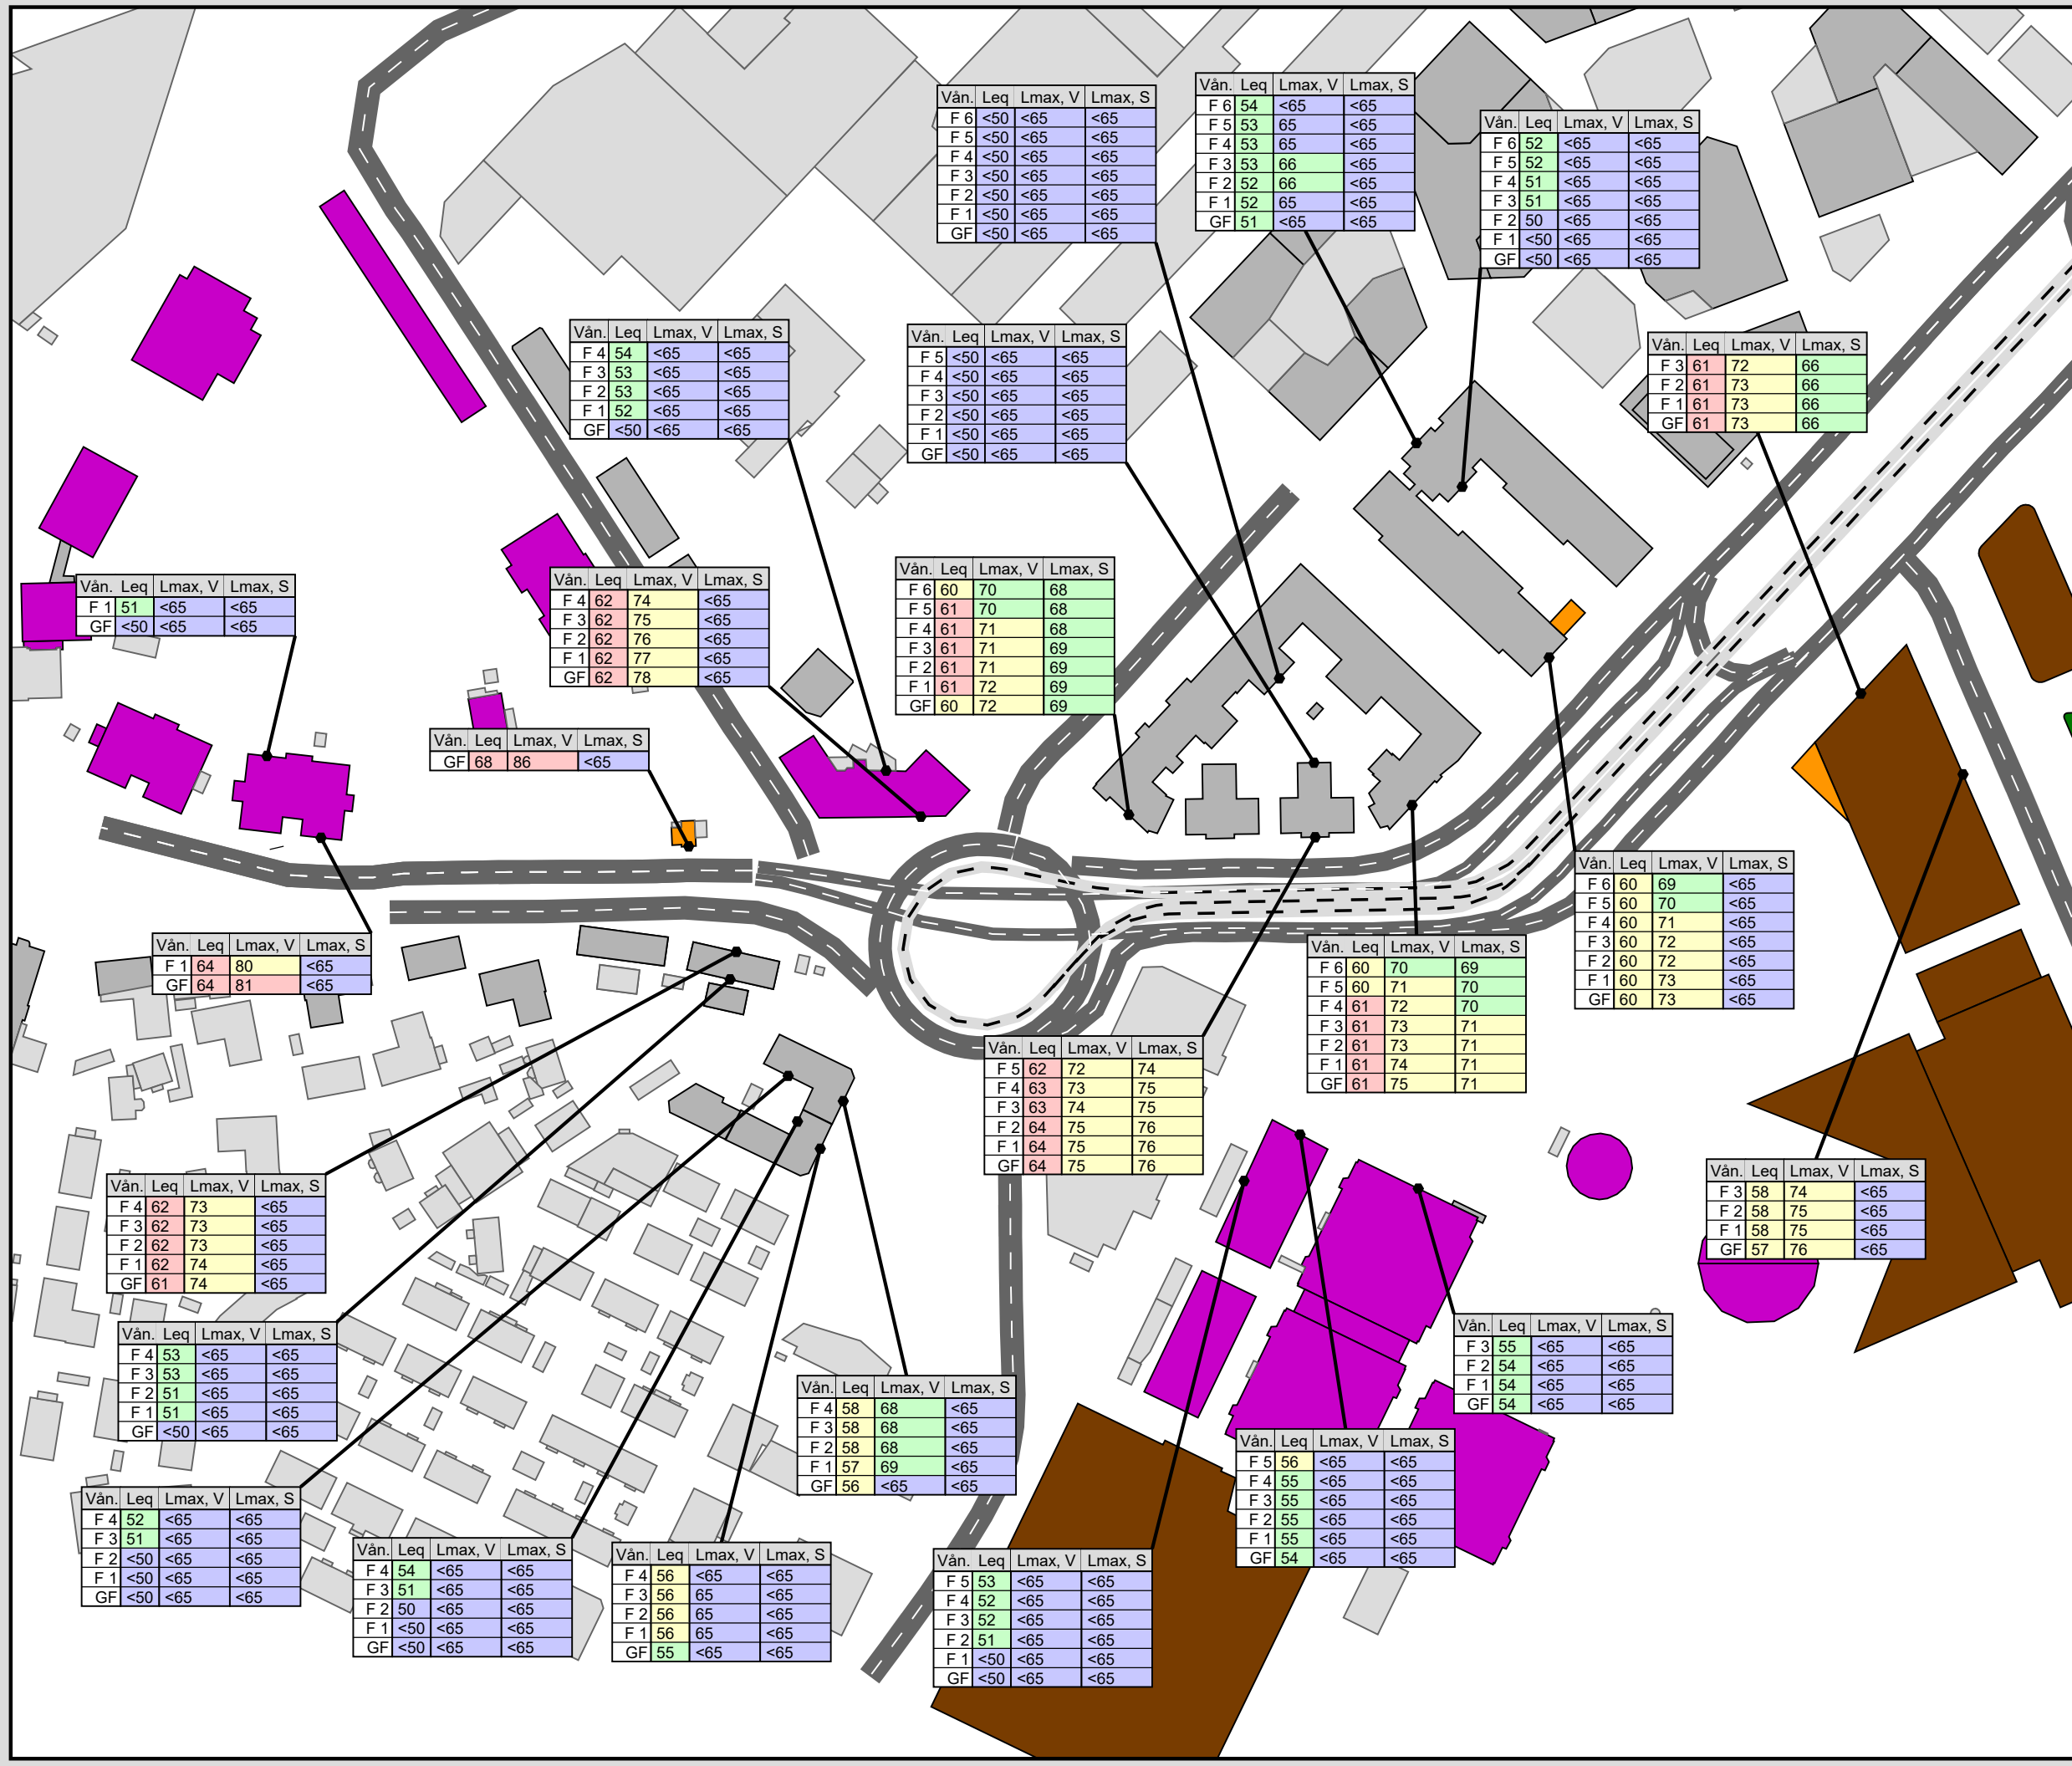 Vån. Leq Lmax, V Lmax, S
F 6 <50 <65 <65
F 5 <50 <65 <65
F 4 <50 <65 <65
F 3 <50 <65 <65
F 2 <50 <65 <65
F 1 <50 <65 <65
GF <50 <65 <65
Vån. Leq Lmax, V Lmax, S
F 6 54 <65 <65
F 5 53 65 <65
F 4 53 65 <65
F 3 53 66 <65
F 2 52 66 <65
F 1 52 65 <65
GF 51 <65 <65
Vån. Leq Lmax, V Lmax, S
F 6 52 <65 <65
F 5 52 <65 <65
F 4 51 <65 <65
F 3 51 <65 <65
F 2 50 <65 <65
F 1 <50 <65 <65
GF <50 <65 <65
Vån. Leq Lmax, V Lmax, S
F 4 54 <65 <65
F 3 53 <65 <65
F 2 53 <65 <65
F 1 52 <65 <65
GF <50 <65 <65
Vån. Leq Lmax, V Lmax, S
F 5 <50 <65 <65
F 4 <50 <65 <65
F 3 <50 <65 <65
F 2 <50 <65 <65
F 1 <50 <65 <65
GF <50 <65 <65
Vån. Leq Lmax, V Lmax, S
F 3 61 72 66
F 2 61 73 66
F 1 61 73 66
GF 61 73 66
Vån. Leq Lmax, V Lmax, S
F 1 51 <65 <65
GF <50 <65 <65
Vån. Leq Lmax, V Lmax, S
F 4 62 74 <65
F 3 62 75 <65
F 2 62 76 <65
F 1 62 77 <65
GF 62 78 <65
Vån. Leq Lmax, V Lmax, S
F 6 60 70 68
F 5 61 70 68
F 4 61 71 68
F 3 61 71 69
F 2 61 71 69
F 1 61 72 69
GF 60 72 69
Vån. Leq Lmax, V Lmax, S
GF 68 86 <65
Vån. Leq Lmax, V Lmax, S
F 6 60 69 <65
F 5 60 70 <65
F 4 60 71 <65
F 3 60 72 <65
F 2 60 72 <65
F 1 60 73 <65
GF 60 73 <65
Vån. Leq Lmax, V Lmax, S
F 1 64 80 <65
GF 64 81 <65
Vån. Leq Lmax, V Lmax, S
F 6 60 70 69
F 5 60 71 70
F 4 61 72 70
F 3 61 73 71
F 2 61 73 71
F 1 61 74 71
GF 61 75 71
Vån. Leq Lmax, V Lmax, S
F 5 62 72 74
F 4 63 73 75
F 3 63 74 75
F 2 64 75 76
F 1 64 75 76
GF 64 75 76
Vån. Leq Lmax, V Lmax, S
F 3 58 74 <65
F 2 58 75 <65
F 1 58 75 <65
GF 57 76 <65
Vån. Leq Lmax, V Lmax, S
F 4 62 73 <65
F 3 62 73 <65
F 2 62 73 <65
F 1 62 74 <65
GF 61 74 <65
Vån. Leq Lmax, V Lmax, S
F 3 55 <65 <65
F 2 54 <65 <65
F 1 54 <65 <65
GF 54 <65 <65
Vån. Leq Lmax, V Lmax, S
F 4 53 <65 <65
F 3 53 <65 <65
F 2 51 <65 <65
F 1 51 <65 <65
GF <50 <65 <65
Vån. Leq Lmax, V Lmax, S
F 4 58 68 <65
F 3 58 68 <65
F 2 58 68 <65
F 1 57 69 <65
GF 56 <65 <65
Vån. Leq Lmax, V Lmax, S
F 5 56 <65 <65
F 4 55 <65 <65
F 3 55 <65 <65
F 2 55 <65 <65
F 1 55 <65 <65
GF 54 <65 <65
Vån. Leq Lmax, V Lmax, S
F 4 52 <65 <65
F 3 51 <65 <65
F 2 <50 <65 <65
F 1 <50 <65 <65
GF <50 <65 <65
Vån. Leq Lmax, V Lmax, S
F 4 54 <65 <65
F 3 51 <65 <65
F 2 50 <65 <65
F 1 <50 <65 <65
GF <50 <65 <65
Vån. Leq Lmax, V Lmax, S
F 4 56 <65 <65
F 3 56 65 <65
F 2 56 65 <65
F 1 56 65 <65
GF 55 <65 <65
Vån. Leq Lmax, V Lmax, S
F 5 53 <65 <65
F 4 52 <65 <65
F 3 52 <65 <65
F 2 51 <65 <65
F 1 <50 <65 <65
GF <50 <65 <65